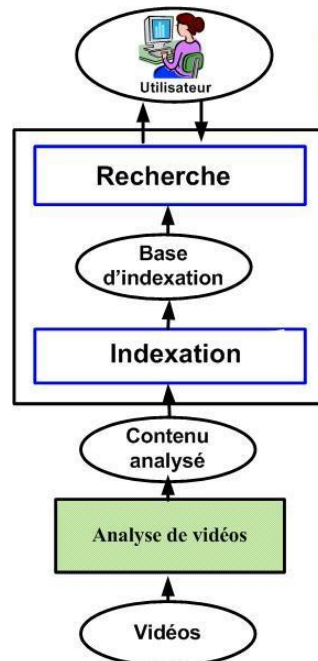 Utilisateur
Recherche
Base
d'indexation
Indexation
Contenu
analysé
Analyse de vidéos
Vidéos